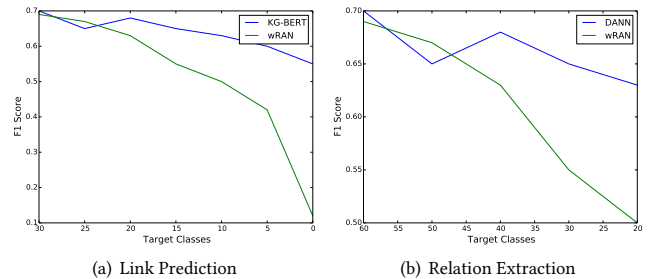 0.7
0.6
0.5
0.4
0.3
0.2
0.1
F1 Score
30 25 20 15 10 5 0
Target Classes
KG-BERT
wRAN
(a) Link Prediction
0.70
0.65
0.60
0.55
0.50
F1 Score
60 55 50 45 40 35 30 25 20
Target Classes
DANN
wRAN
(b) Relation Extraction